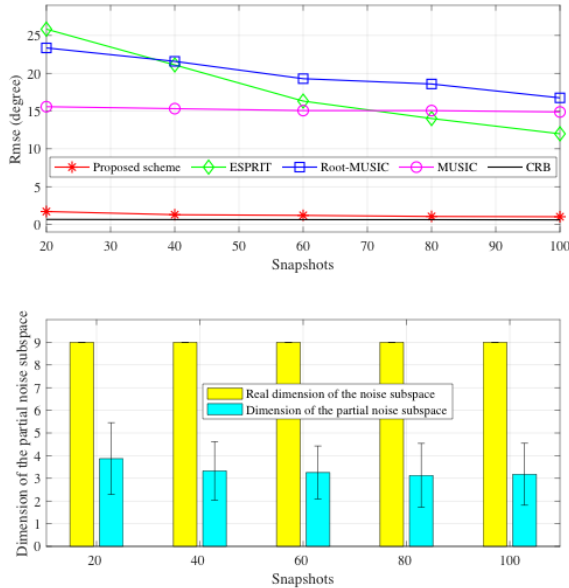 25
20
15
10
5
0
Rmse (degree)
Proposed scheme ESPRIT Root-MUSIC MUSIC CRB
20 30 40 50 60 70 80 90 100
Snapshots
9
8
7
6
5
4
3
2
1
0
Dimension of the partial noise subspace
Real dimension of the noise subspace
Dimension of the partial noise subspace
20 40 60 80 100
Snapshots